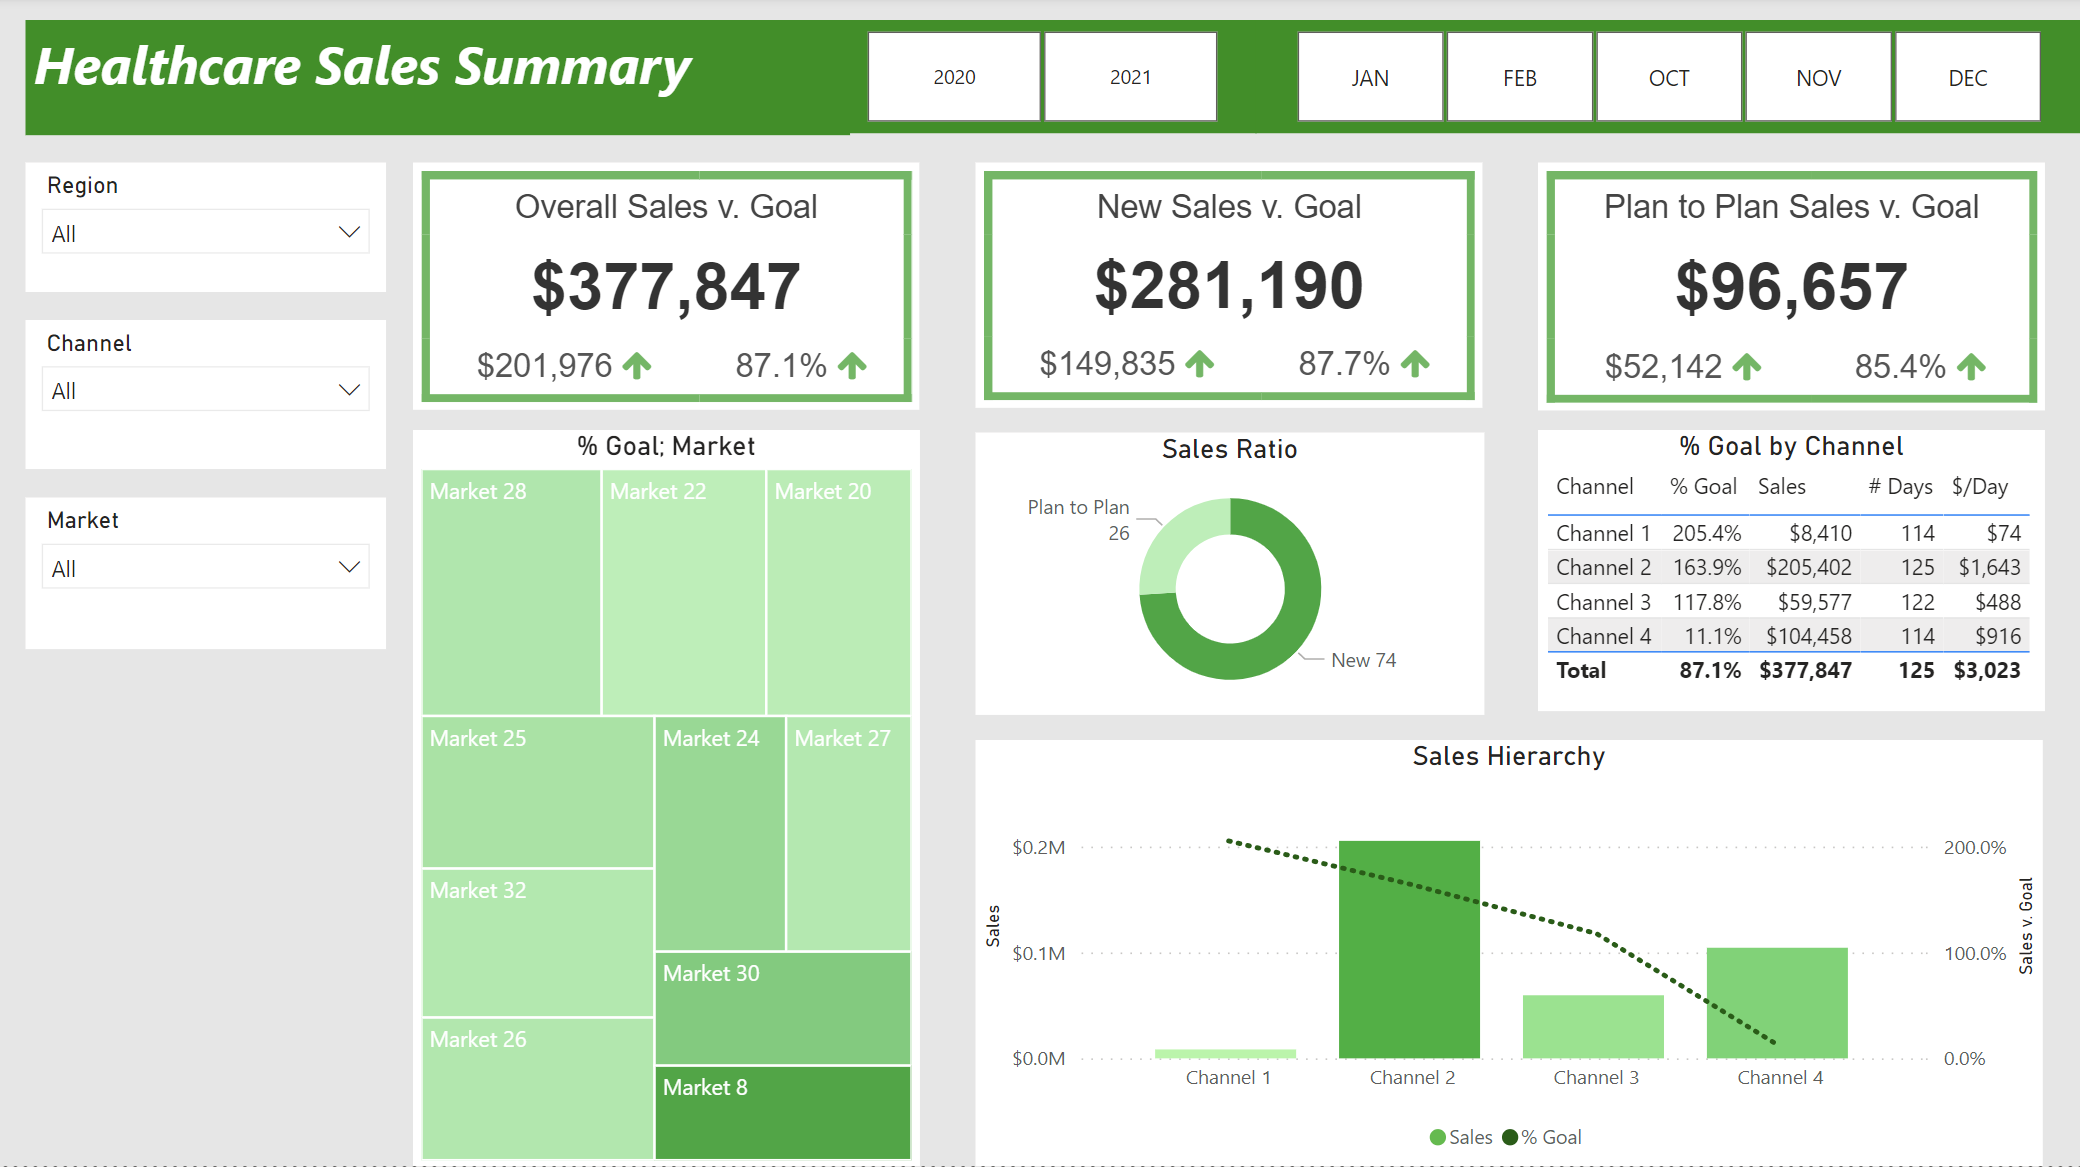 Healthcare Sales Summary
2020
2021
JAN
FEB
OCT
NOV
DEC
Region
All
Channel
All
Market
All
Overall Sales v. Goal
$377,847
$201,976
87.1%
New Sales v. Goal
$281,190
$149,835
87.7%
Plan to Plan Sales v. Goal
$96,657
$52,142
85.4%
% Goal; Market
Market 28
Market 22
Market 20
Market 25
Market 24
Market 27
Market 32
Market 30
Market 26
Market 8
Sales Ratio
Plan to Plan
26
New 74
% Goal by Channel
Channel % Goal Sales # Days $/Day
Channel 1 205.4% $8,410 114 $74
Channel 2 163.9% $205,402 125 $1,643
Channel 3 117.8% $59,577 122 $488
Channel 4 11.1% $104,458 114 $916
Total 87.1% $377,847 125 $3,023
Sales Hierarchy
Sales
$0.2M
$0.1M
$0.0M
200.0%
100.0%
0.0%
Sales v. Goal
Channel 1
Channel 2
Channel 3
Channel 4
Sales
% Goal